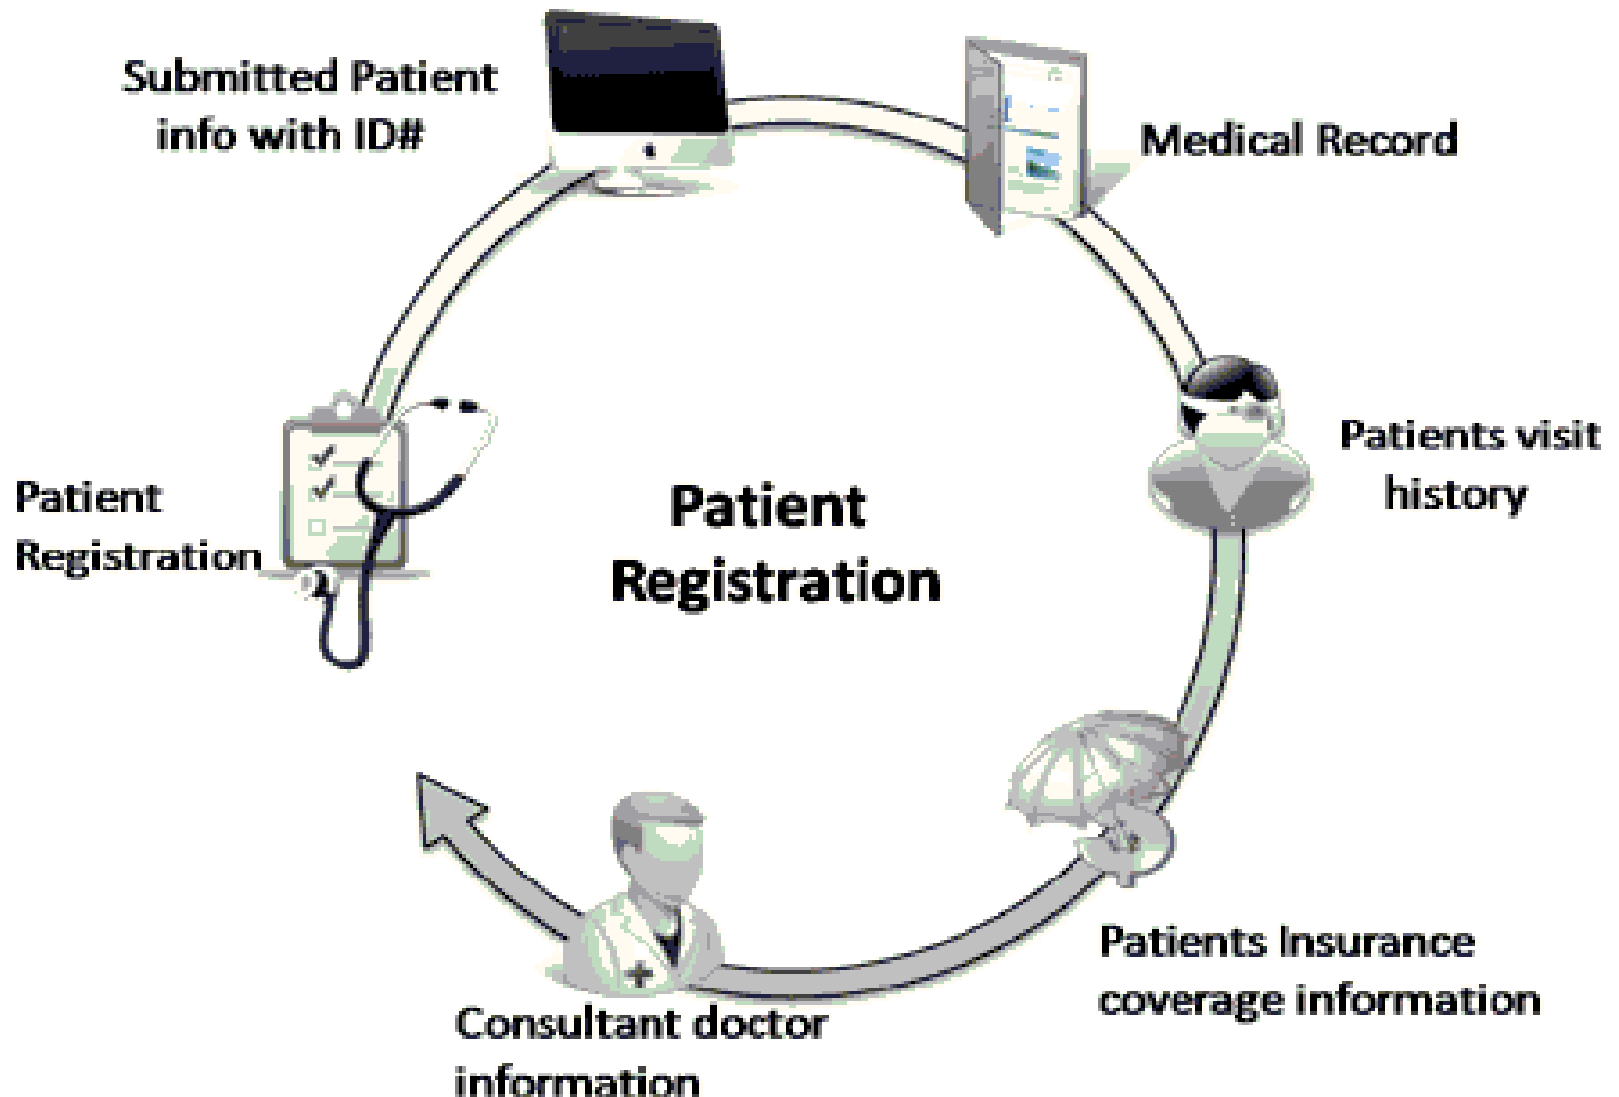 Submitted Patient
info with ID#
Medical Record
Patients visit
history
Patient
Registration
Patient
Registration
Patients Insurance
coverage information
Consultant doctor
information